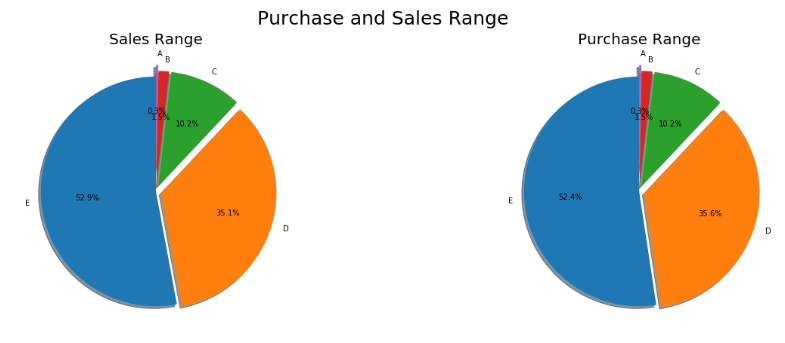 Purchase and Sales Range
Sales Range
A
B
C
0.3%
1.5%
10.2%
52.9%
E
35.1%
D
Purchase Range
A
B
C
0.3%
1.5%
10.2%
52.4%
E
35.6%
D